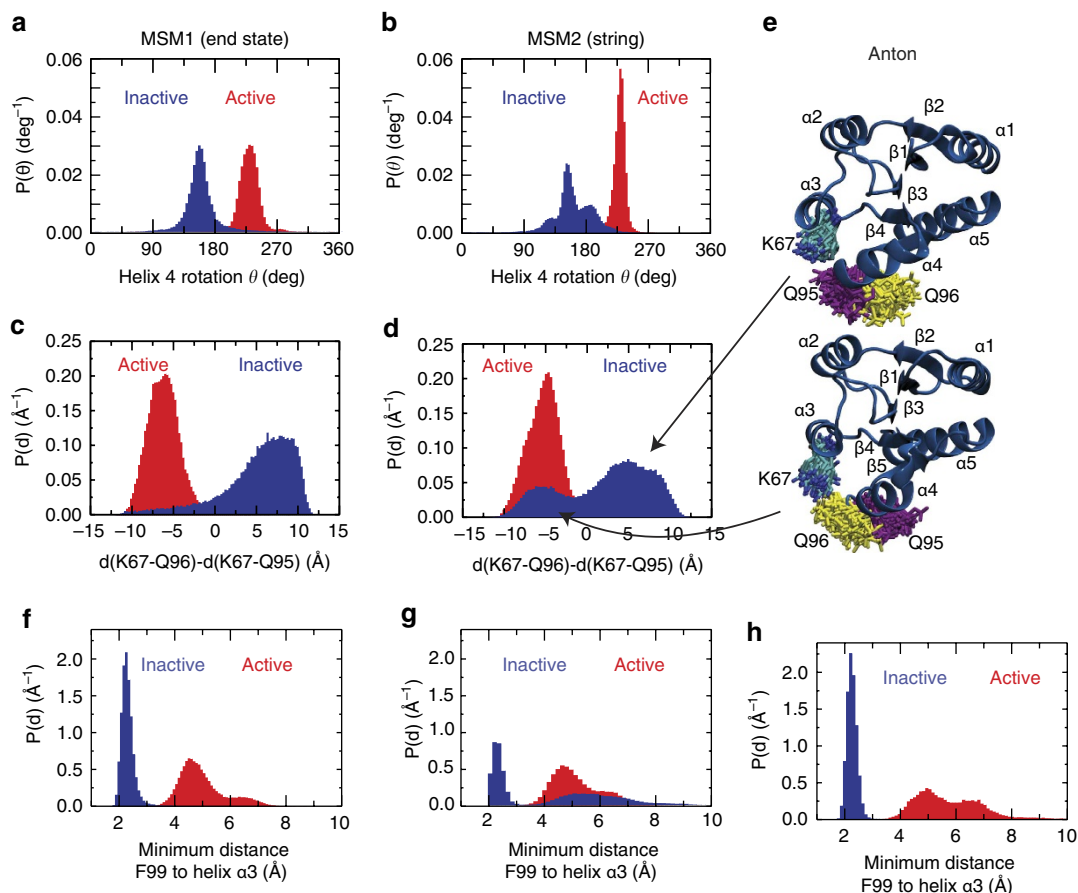 a
MSM1 (end state)
P(θ) (deg⁻¹)
0.06
0.04
0.02
0.00
Inactive
Active
0 90 180 270 360
Helix 4 rotation θ (deg)
b
MSM2 (string)
P(θ) (deg⁻¹)
0.06
0.04
0.02
0.00
Inactive
Active
0 90 180 270 360
Helix 4 rotation θ (deg)
c
P(d) (Å⁻¹)
0.25
0.20
0.15
0.10
0.05
0.00
Active
Inactive
−15 −10 −5 0 5 10 15
d(K67-Q96)-d(K67-Q95) (Å)
d
P(d) (Å⁻¹)
0.25
0.20
0.15
0.10
0.05
0.00
Active
Inactive
−15 −10 −5 0 5 10 15
d(K67-Q96)-d(K67-Q95) (Å)
e
Anton
α2
β2
α1
β1
α3
β3
K67
β4
α5
α4
Q95
Q96
α2
β2
α1
β1
α3
β3
β4
β5
α5
K67
α4
Q96
Q95
f
P(d) (Å⁻¹)
2.0
1.5
1.0
0.5
0.0
Inactive
Active
2 4 6 8 10
Minimum distance
F99 to helix α3 (Å)
g
P(d) (Å⁻¹)
2.0
1.5
1.0
0.5
0.0
Inactive
Active
2 4 6 8 10
Minimum distance
F99 to helix α3 (Å)
h
P(d) (Å⁻¹)
2.0
1.5
1.0
0.5
0.0
Inactive
Active
2 4 6 8 10
Minimum distance
F99 to helix α3 (Å)